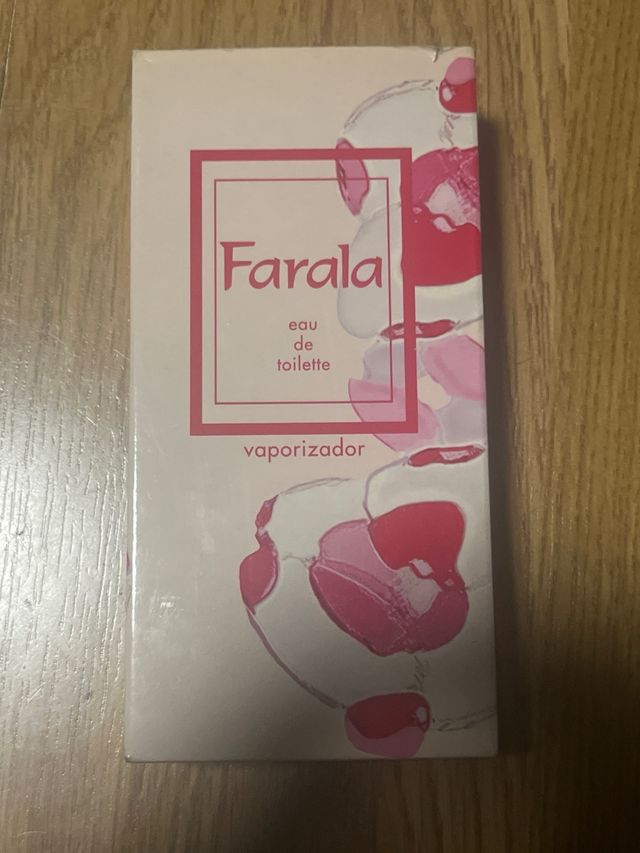 Farala
eau
de
toilette
vaporizador